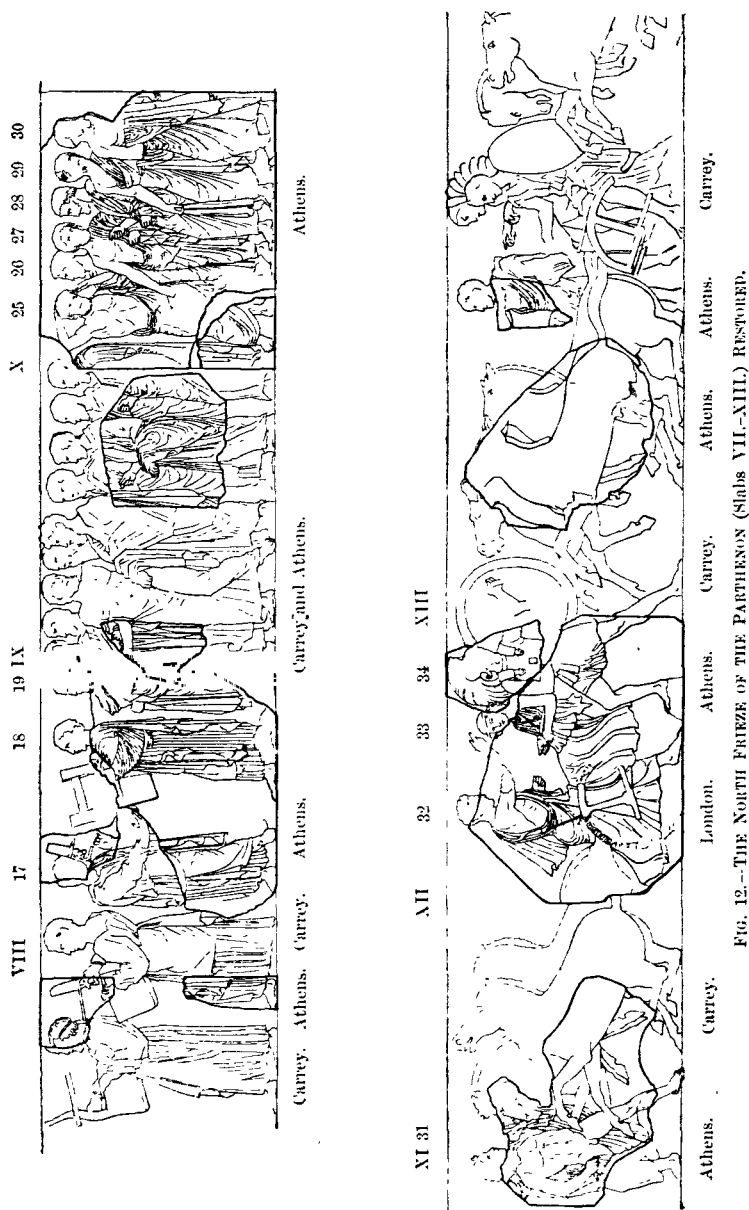 VIII 17 18 19 IX X 25 26 27 28 29 30
Carrey. Athens. Carrey. Athens. Carrey and Athens. Athens.
XI 31 XII 32 33 34 XIII
Athens. Carrey. London. Athens. Carrey. Athens. Athens. Carrey.
FIG. 12.—THE NORTH FRIEZE OF THE PARTHENON (Slabs VII.-XIII.) RESTORED.